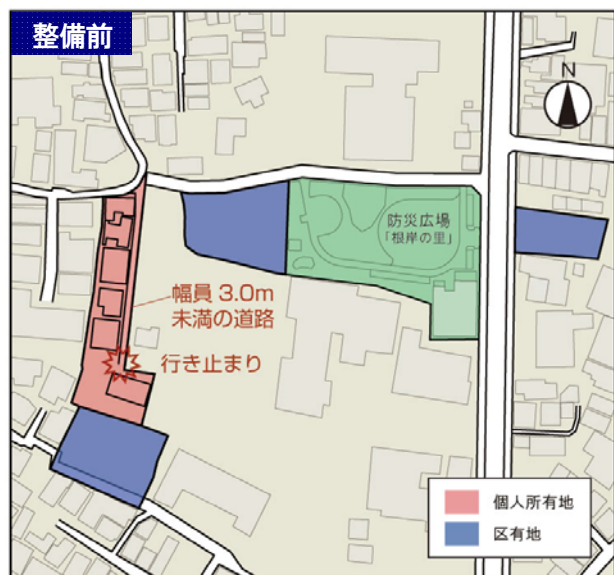 整備前
N
防災広場
「根岸の里」
幅員 3.0m
未満の道路
行き止まり
個人所有地
区有地